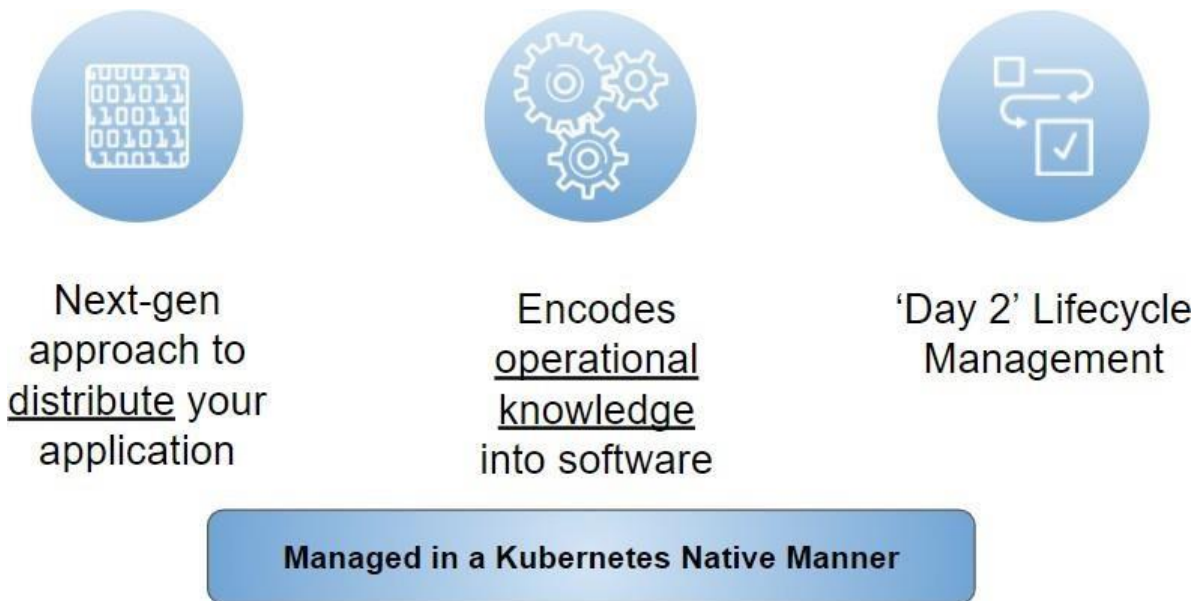 Next-gen
approach to
distribute your
application
Encodes
operational
knowledge
into software
‘Day 2’ Lifecycle
Management
Managed in a Kubernetes Native Manner